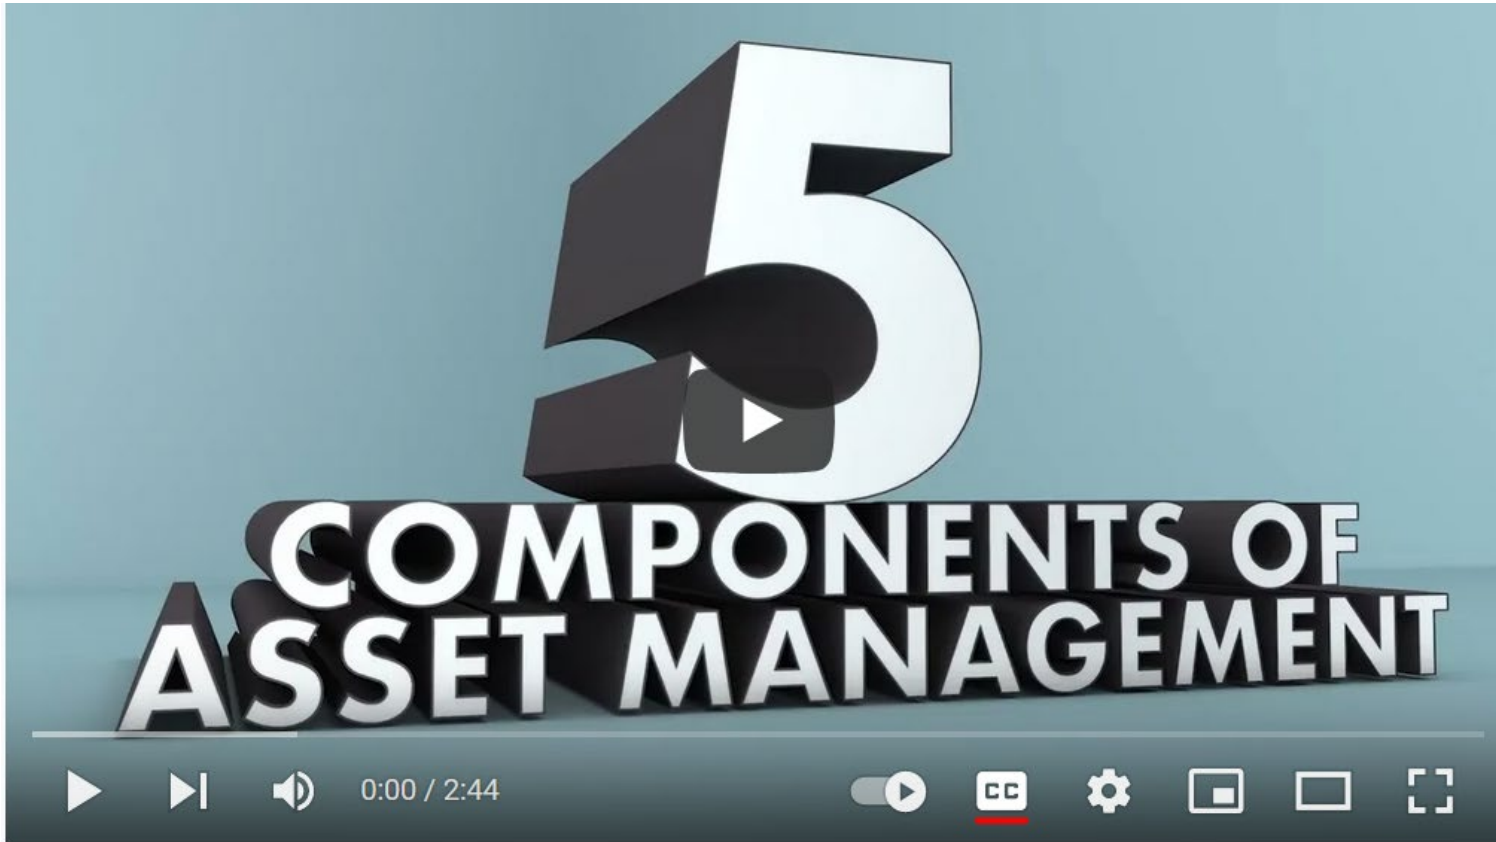 5
COMPONENTS OF
ASSET MANAGEMENT
0:00 / 2:44
CC